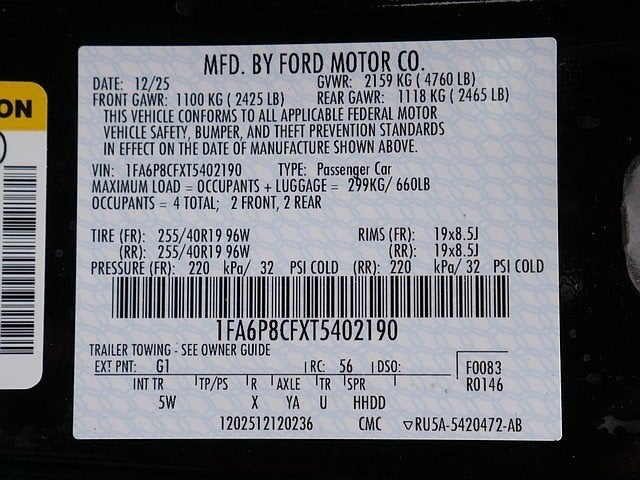 MFD. BY FORD MOTOR CO.
DATE: 12/25 GVWR: 2159 KG ( 4760 LB)
FRONT GAWR: 1100 KG ( 2425 LB) REAR GAWR: 1118 KG ( 2465 LB)
THIS VEHICLE CONFORMS TO ALL APPLICABLE FEDERAL MOTOR
VEHICLE SAFETY, BUMPER, AND THEFT PREVENTION STANDARDS
IN EFFECT ON THE DATE OF MANUFACTURE SHOWN ABOVE.
VIN: 1FA6P8CFXT5402190 TYPE: Passenger Car
MAXIMUM LOAD = OCCUPANTS + LUGGAGE = 299KG/ 660LB
OCCUPANTS = 4 TOTAL; 2 FRONT, 2 REAR
TIRE (FR): 255/40R19 96W RIMS (FR): 19x8.5J
(RR): 255/40R19 96W (RR): 19x8.5J
PRESSURE (FR): 220 kPa/ 32 PSI COLD (RR): 220 kPa/ 32 PSI COLD
1FA6P8CFXT5402190
TRAILER TOWING - SEE OWNER GUIDE
EXT PNT: G1 RC: 56 DSO: F0083
INT TR TP/PS R AXLE TR SPR R0146
5W X YA U HHDD
1202512120236 CMC ▽RU5A-5420472-AB
ON